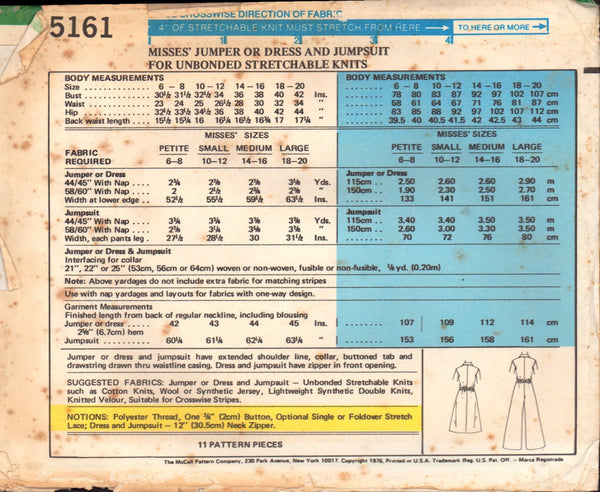 5161
CROSSWISE DIRECTION OF FABRIC
4" OF STRETCHABLE KNIT MUST STRETCH FROM HERE TO HERE OR MORE
1 2 3 4
MISSES' JUMPER OR DRESS AND JUMPSUIT
FOR UNBONDED STRETCHABLE KNITS
BODY MEASUREMENTS BODY MEASUREMENTS
Size 6 – 8 10 – 12 14 – 16 18 – 20 6 – 8 10 – 12 14 – 16 18 – 20
Bust 30½ 31½ 32½ 34 36 38 40 42 Ins. 78 80 83 87 92 97 102 107 cm
Waist 23 24 25 26½ 28 30 32 34 " 58 61 64 67 71 76 81 87 cm
Hip 32½ 33½ 34½ 36 38 40 42 44 " 83 85 88 92 97 102 107 112 cm
Back waist length 15½ 15¾ 16 16¼ 16½ 16¾ 17 17¼ " 39.5 40 40.5 41.5 42 42.5 43 44 cm
MISSES' SIZES MISSES' SIZES
FABRIC PETITE SMALL MEDIUM LARGE PETITE SMALL MEDIUM LARGE
REQUIRED 6–8 10–12 14–16 18–20 6–8 10–12 14–16 18–20
Jumper or Dress Jumper or Dress
44/45" With Nap 2¾ 2⅞ 2⅞ 3⅛ Yds. 115cm 2.50 2.60 2.60 2.90 m
58/60" With Nap 2 2½ 2⅞ " 150cm 1.90 2.30 2.50 2.70 m
Width at lower edge 52½ 55½ 59½ 63½ Ins. 133 141 151 161 cm
Jumpsuit Jumpsuit
44/45" With Nap 3¾ 3¾ Yds. 115cm 3.40 3.40 3.50 3.50 m
58/60" With Nap 2⅞ 3¼ " 150cm 2.60 3.00 3.30 3.50 m
Width, each pants leg 27½ 28½ 30 31½ Ins. 70 72 76 80 cm
Jumper or Dress & Jumpsuit
Interfacing for collar
21", 22" or 25" (53cm, 56cm or 64cm) woven or non-woven, fusible or non-fusible, ¼ yd. (0.20m)
Note: Above yardages do not include extra fabric for matching stripes
Use with nap yardages and layouts for fabrics with one-way design.
Garment Measurements
Finished length from back of regular neckline, including blousing
Jumper or dress 42 43 44 45 Ins. 107 109 112 114 cm
2⅝" (6.7cm) hem
Jumpsuit 60¼ 61¼ 62¼ 63¼ " 153 156 158 161 cm
Jumper or dress and jumpsuit have extended shoulder line, collar, buttoned tab and
drawstring drawn thru waistline casing. Dress and jumpsuit have zipper in front opening.
SUGGESTED FABRICS: Jumper or Dress and Jumpsuit – Unbonded Stretchable Knits
such as Cotton Knits, Wool or Synthetic Jersey, Lightweight Synthetic Double Knits,
Knitted Velour, Suitable for Crosswise Stripes.
NOTIONS: Polyester Thread, One ¾" (2cm) Button, Optional Single or Foldover Stretch
Lace; Dress and Jumpsuit – 12" (30.5cm) Neck Zipper.
11 PATTERN PIECES
The McCall Pattern Company, 230 Park Avenue, New York 10017. Copyright 1976, Printed in U.S.A. Trademark Reg. U.S. Pat. Off. – Marca Registrada